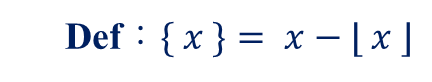 Def : { x } = x − ⌊ x ⌋